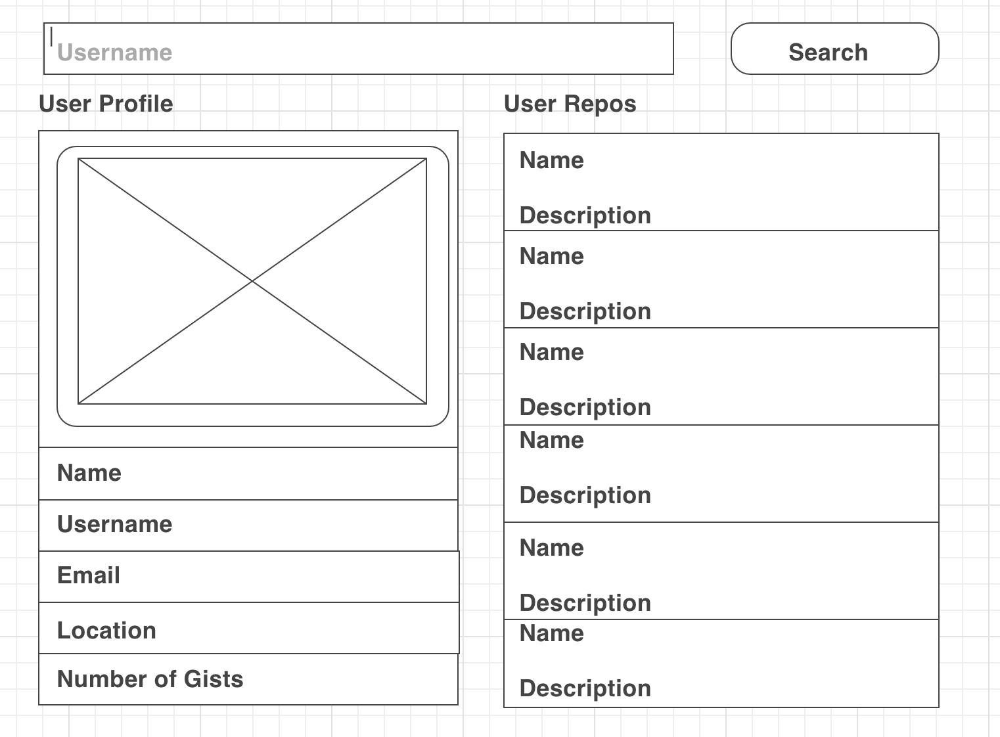 Username
Search
User Profile
Name
Username
Email
Location
Number of Gists
User Repos
Name
Description
Name
Description
Name
Description
Name
Description
Name
Description
Name
Description